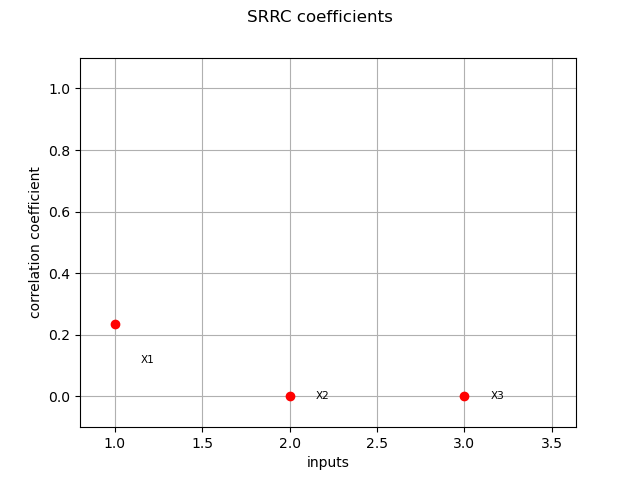 SRRC coefficients
correlation coefficient
1.0
0.8
0.6
0.4
0.2
0.0
X1
X2
X3
1.0 1.5 2.0 2.5 3.0 3.5
inputs